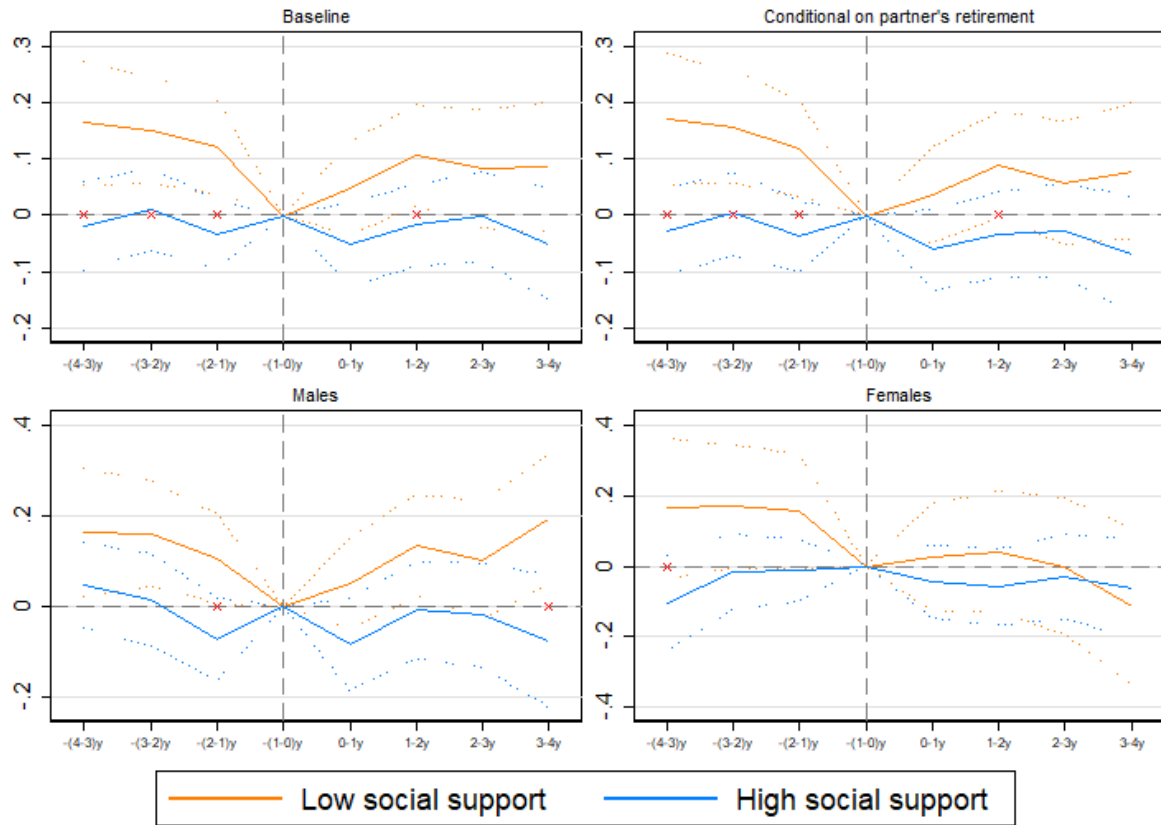 Baseline
.3
.2
.1
0
-.1
-.2
-(4-3)y -(3-2)y -(2-1)y -(1-0)y 0-1y 1-2y 2-3y 3-4y
Conditional on partner's retirement
.3
.2
.1
0
-.1
-.2
-(4-3)y -(3-2)y -(2-1)y -(1-0)y 0-1y 1-2y 2-3y 3-4y
Males
.4
.2
0
-.2
-(4-3)y -(3-2)y -(2-1)y -(1-0)y 0-1y 1-2y 2-3y 3-4y
Females
.4
.2
0
-.2
-.4
-(4-3)y -(3-2)y -(2-1)y -(1-0)y 0-1y 1-2y 2-3y 3-4y
Low social support High social support